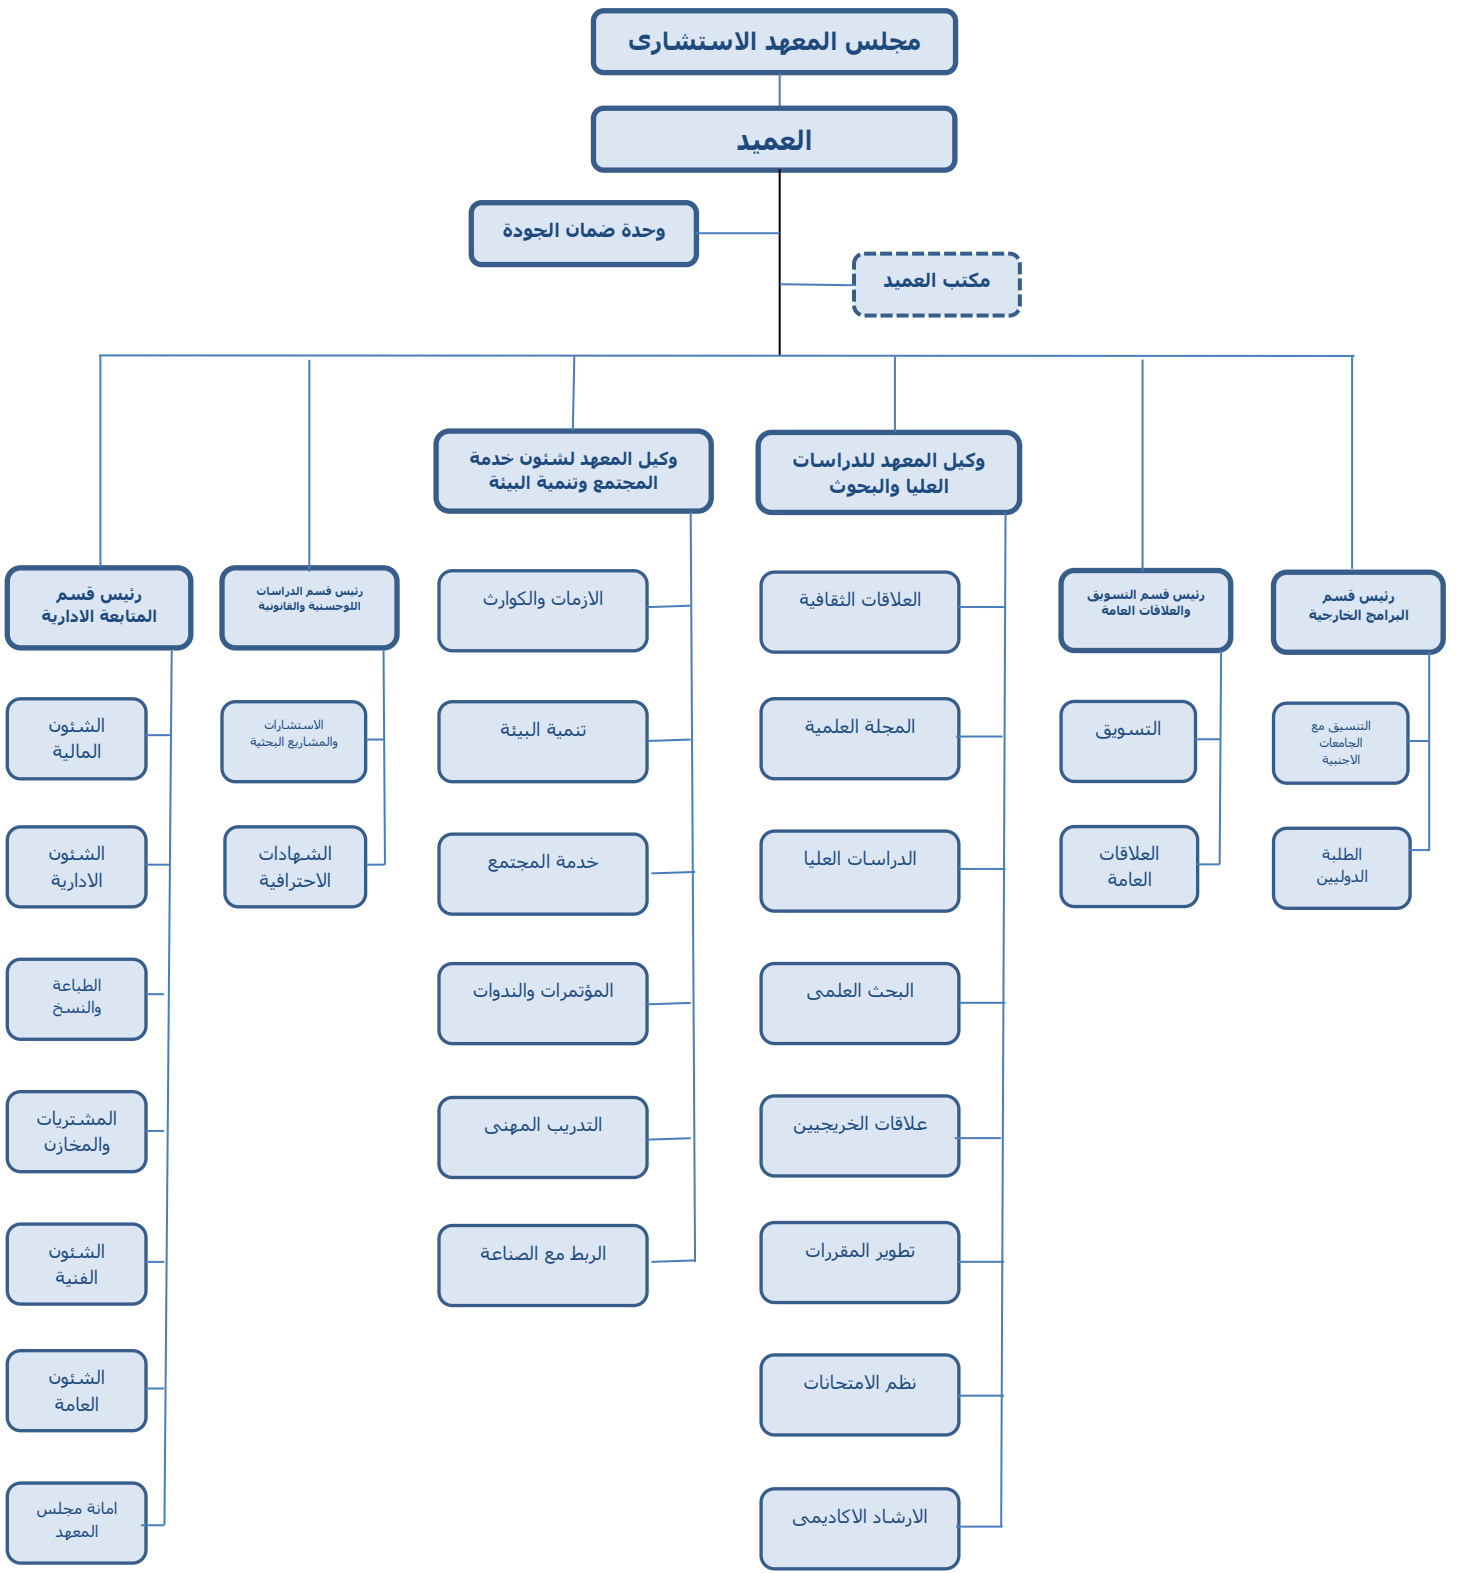 مجلس المعهد الاستشارى
العميد
وحدة ضمان الجودة
مكتب العميد
وكيل المعهد للدراسات
العليا والبحوث
وكيل المعهد لشئون خدمة
المجتمع وتنمية البيئة
رئيس قسم
البرامج الخارحية
رئيس قسم التسويق
والعلاقات العامة
رئيس قسم الدراسات
اللوجستية والقانونية
رئيس قسم
المتابعة الادارية
التنسيق مع
الجامعات
الاجنبية
الطلبة
الدوليين
التسويق
العلاقات
العامة
العلاقات الثقافية
المجلة العلمية
الدراسات العليا
البحث العلمى
علاقات الخريجيين
تطوير المقررات
نظم الامتحانات
الارشاد الاكاديمى
الازمات والكوارث
تنمية البيئة
خدمة المجتمع
المؤتمرات والندوات
التدريب المهنى
الربط مع الصناعة
الاستشارات
والمشاريع البحثية
الشهادات
الاحترافية
الشئون
المالية
الشئون
الادارية
الطباعة
والنسخ
المشتريات
والمخازن
الشئون
الفنية
الشئون
العامة
امانة مجلس
المعهد